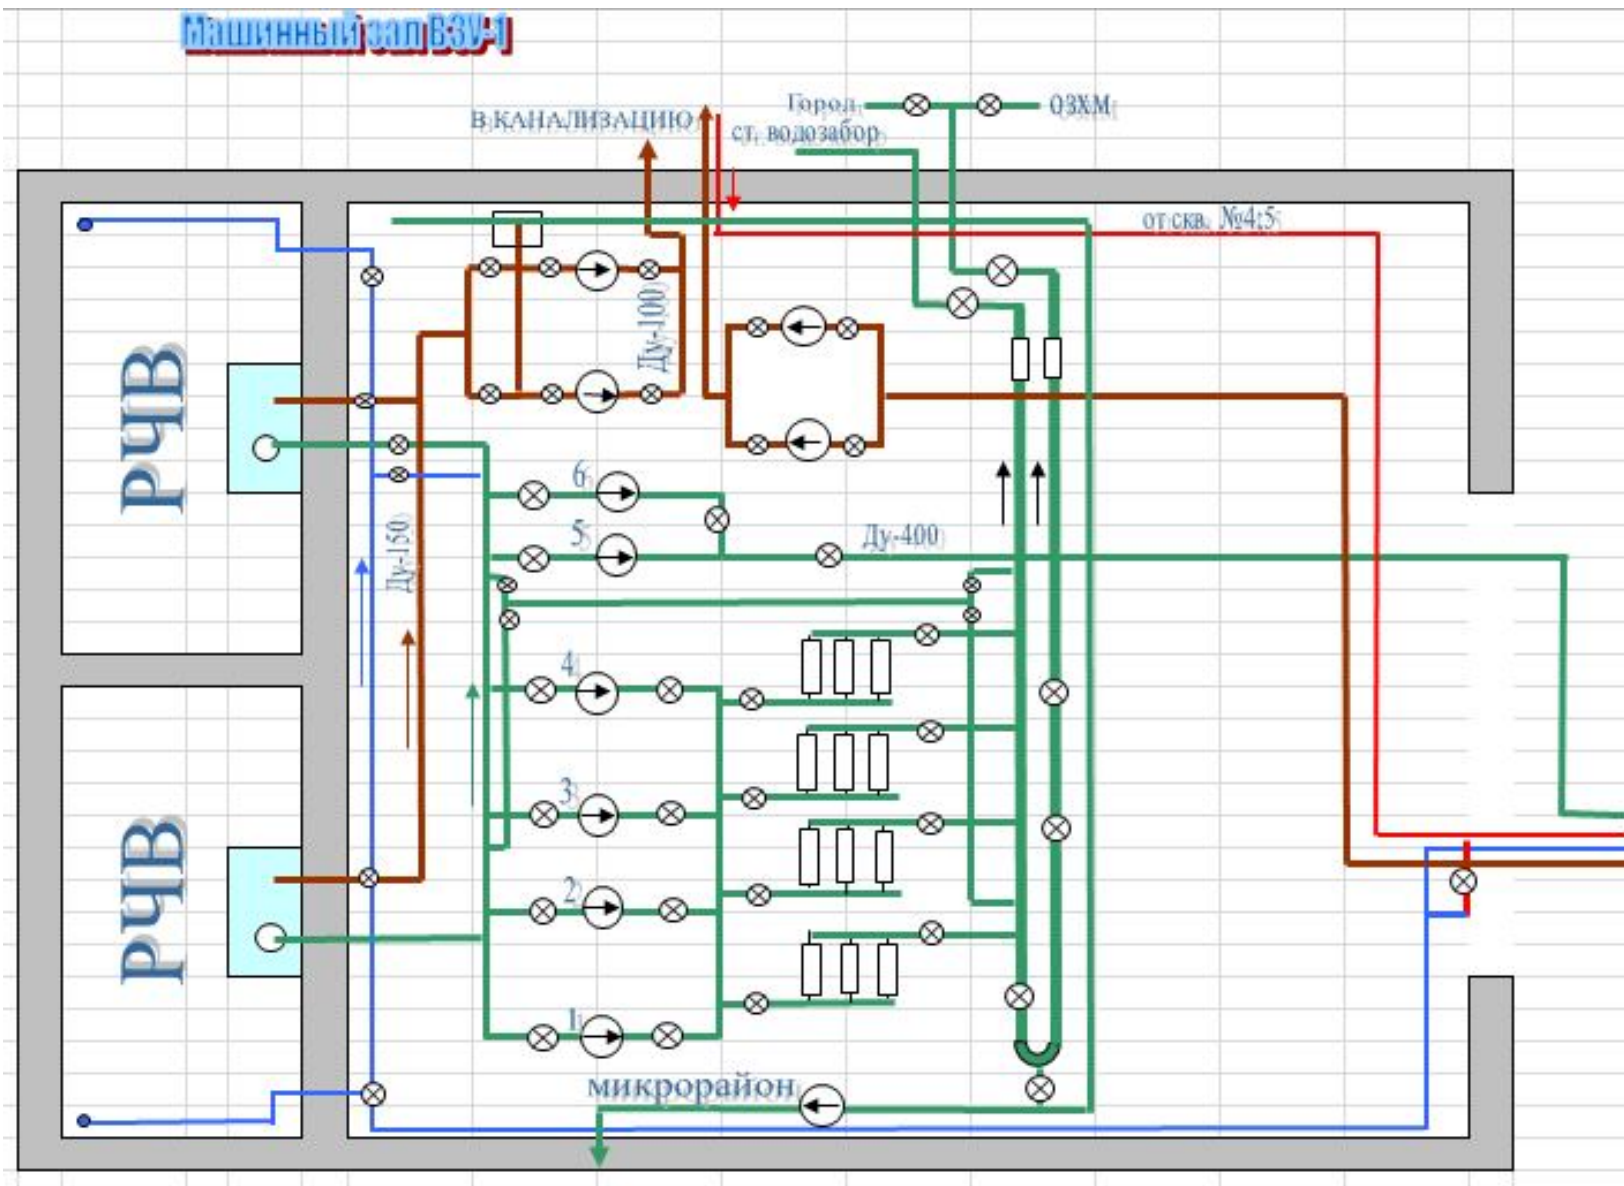 Машинный зал ВЗУ-1
Город
ОЗХМ
В КАНАЛИЗАЦИЮ
ст. водозабор
от скв. №4;5
Ду-100
РЧВ
6
5
Ду-400
Ду-150
4
3
РЧВ
2
1
микрорайон